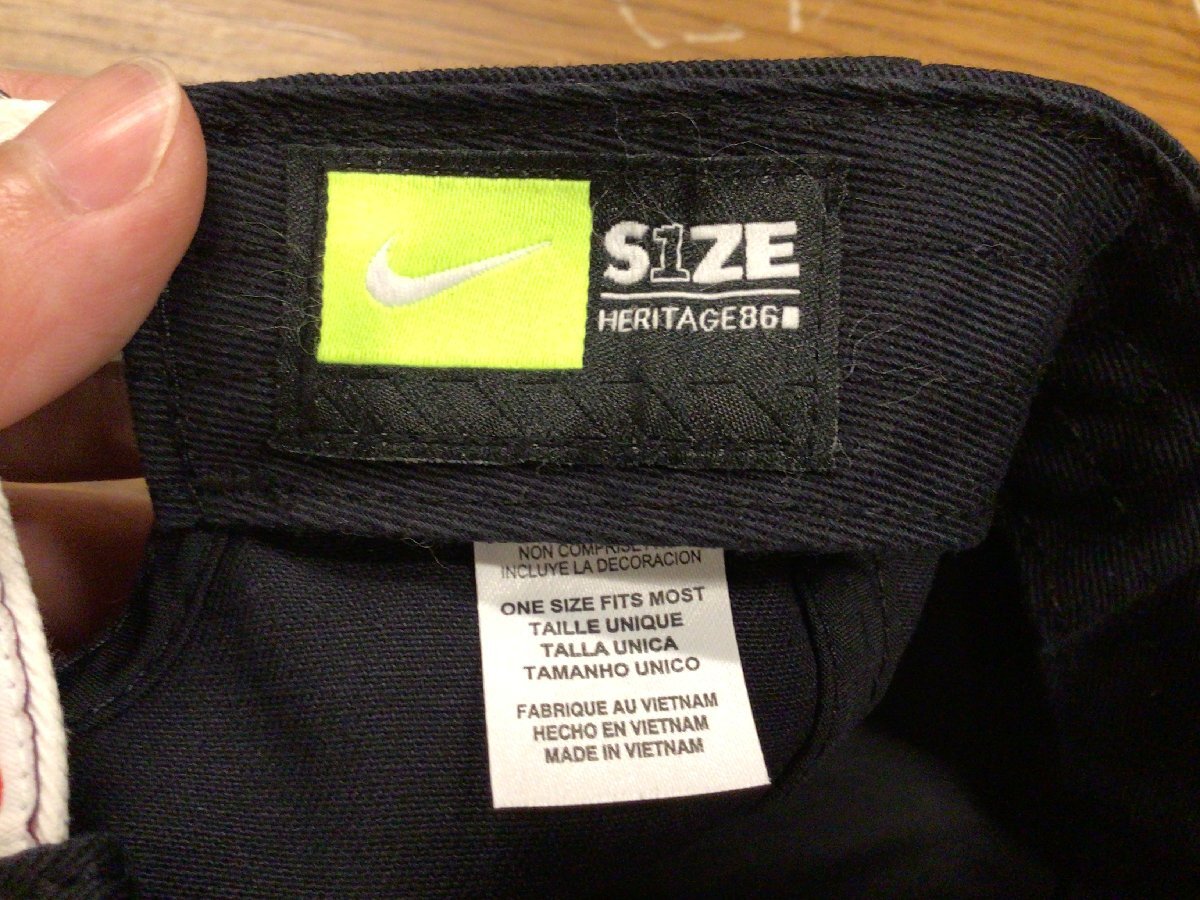 S1ZE
HERITAGE86
NON COMPRISE
INCLUYE LA DECORACION
ONE SIZE FITS MOST
TAILLE UNIQUE
TALLA UNICA
TAMANHO UNICO
FABRIQUE AU VIETNAM
HECHO EN VIETNAM
MADE IN VIETNAM